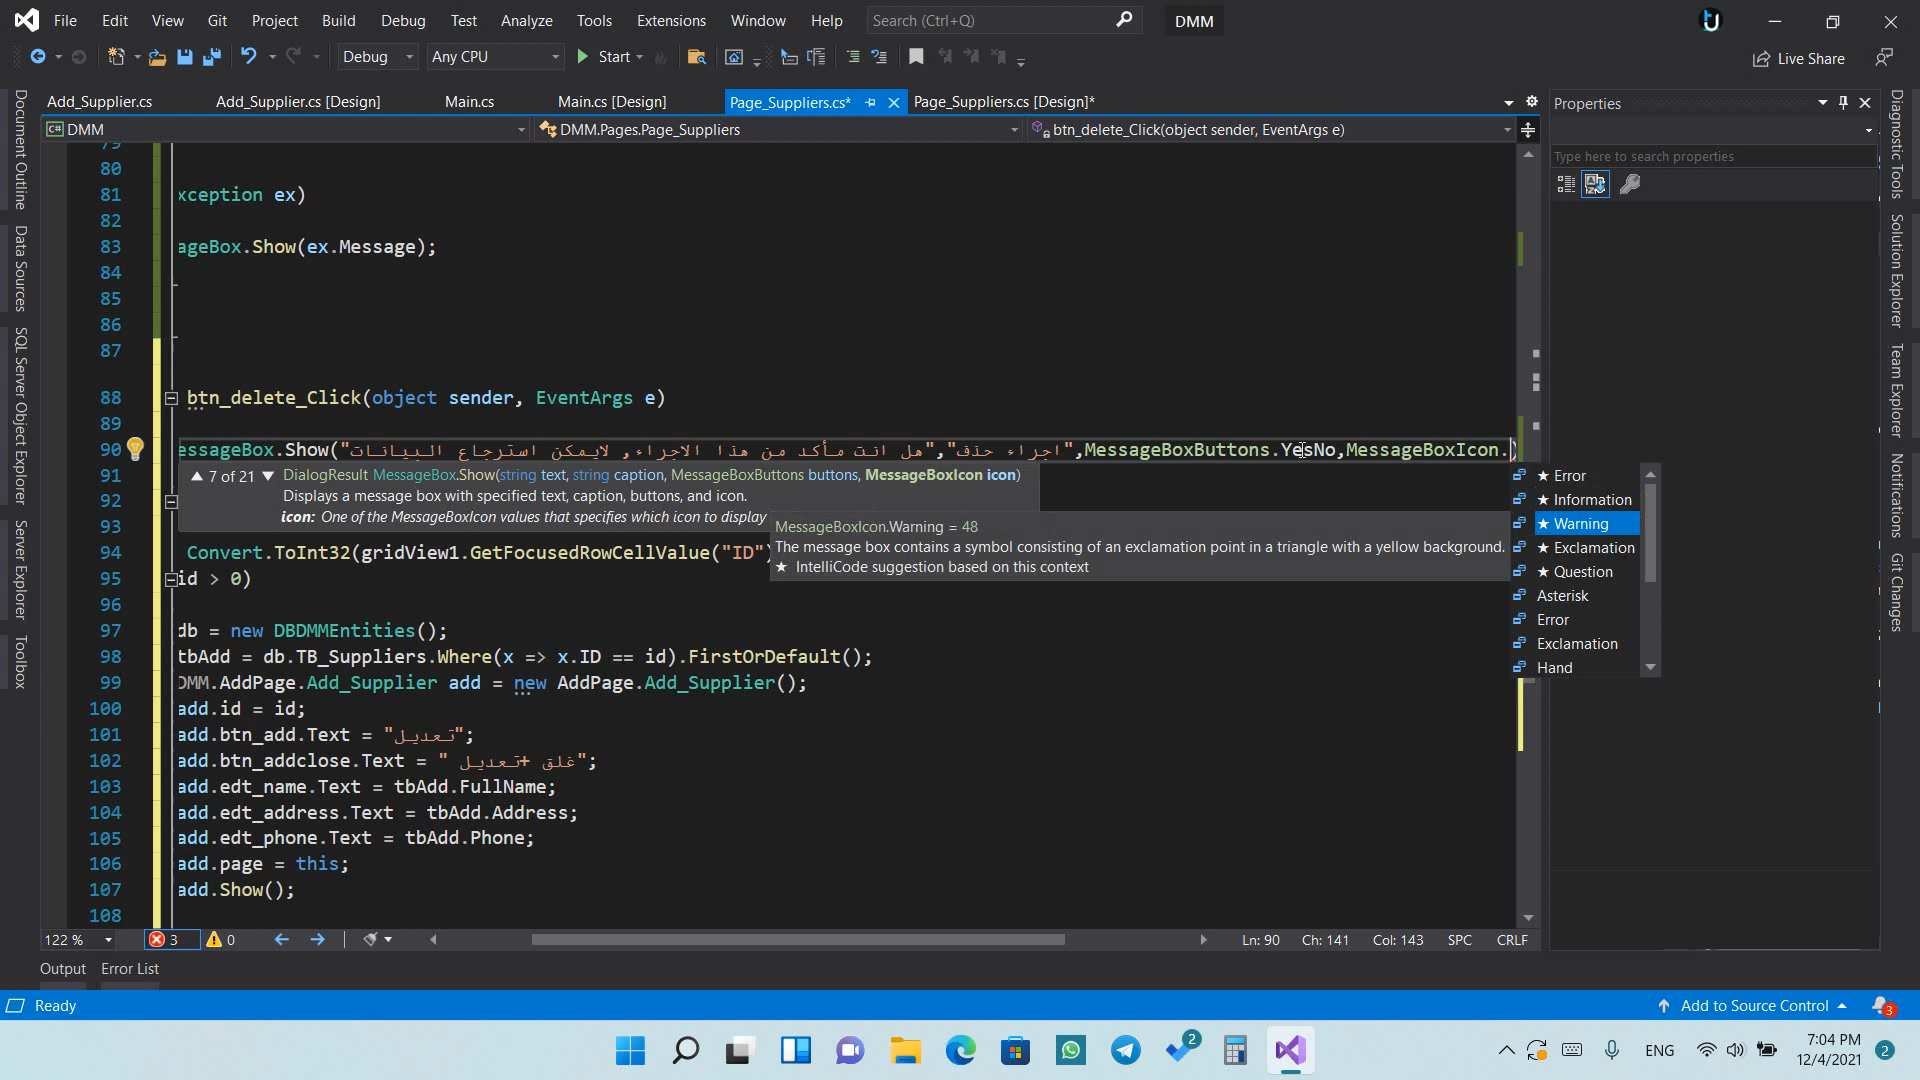 File Edit View Git Project Build Debug Test Analyze Tools Extensions Window Help Search (Ctrl+Q) DMM
Debug Any CPU Start Live Share
Add_Supplier.cs Add_Supplier.cs [Design] Main.cs Main.cs [Design] Page_Suppliers.cs* Page_Suppliers.cs [Design]*
DMM DMM.Pages.Page_Suppliers btn_delete_Click(object sender, EventArgs e)
Document Outline
Data Sources
SQL Server Object Explorer
Server Explorer
Toolbox
79
80
81 xception ex)
82
83 ageBox.Show(ex.Message);
84
85
86
87
88 btn_delete_Click(object sender, EventArgs e)
89
90 essageBox.Show("هل انت مأكد من هذا الاجراء, لايمكن استرجاع البيانات","اجراء حذف",MessageBoxButtons.YesNo,MessageBoxIcon.)
91
92
93
94 Convert.ToInt32(gridView1.GetFocusedRowCellValue("ID")
95 id > 0)
96
97 db = new DBDMMEntities();
98 tbAdd = db.TB_Suppliers.Where(x => x.ID == id).FirstOrDefault();
99 DMM.AddPage.Add_Supplier add = new AddPage.Add_Supplier();
100 add.id = id;
101 add.btn_add.Text = "تعديل";
102 add.btn_addclose.Text = " غلق +تعديل";
103 add.edt_name.Text = tbAdd.FullName;
104 add.edt_address.Text = tbAdd.Address;
105 add.edt_phone.Text = tbAdd.Phone;
106 add.page = this;
107 add.Show();
108
7 of 21 DialogResult MessageBox.Show(string text, string caption, MessageBoxButtons buttons, MessageBoxIcon icon)
Displays a message box with specified text, caption, buttons, and icon.
icon: One of the MessageBoxIcon values that specifies which icon to display
MessageBoxIcon.Warning = 48
The message box contains a symbol consisting of an exclamation point in a triangle with a yellow background.
★ IntelliCode suggestion based on this context
★ Error
★ Information
★ Warning
★ Exclamation
★ Question
Asterisk
Error
Exclamation
Hand
Properties
Type here to search properties
Diagnostic Tools
Solution Explorer
Team Explorer
Notifications
Git Changes
122 % 3 0 Ln: 90 Ch: 141 Col: 143 SPC CRLF
Output Error List
Ready Add to Source Control 3
2 ENG 7:04 PM
12/4/2021 2